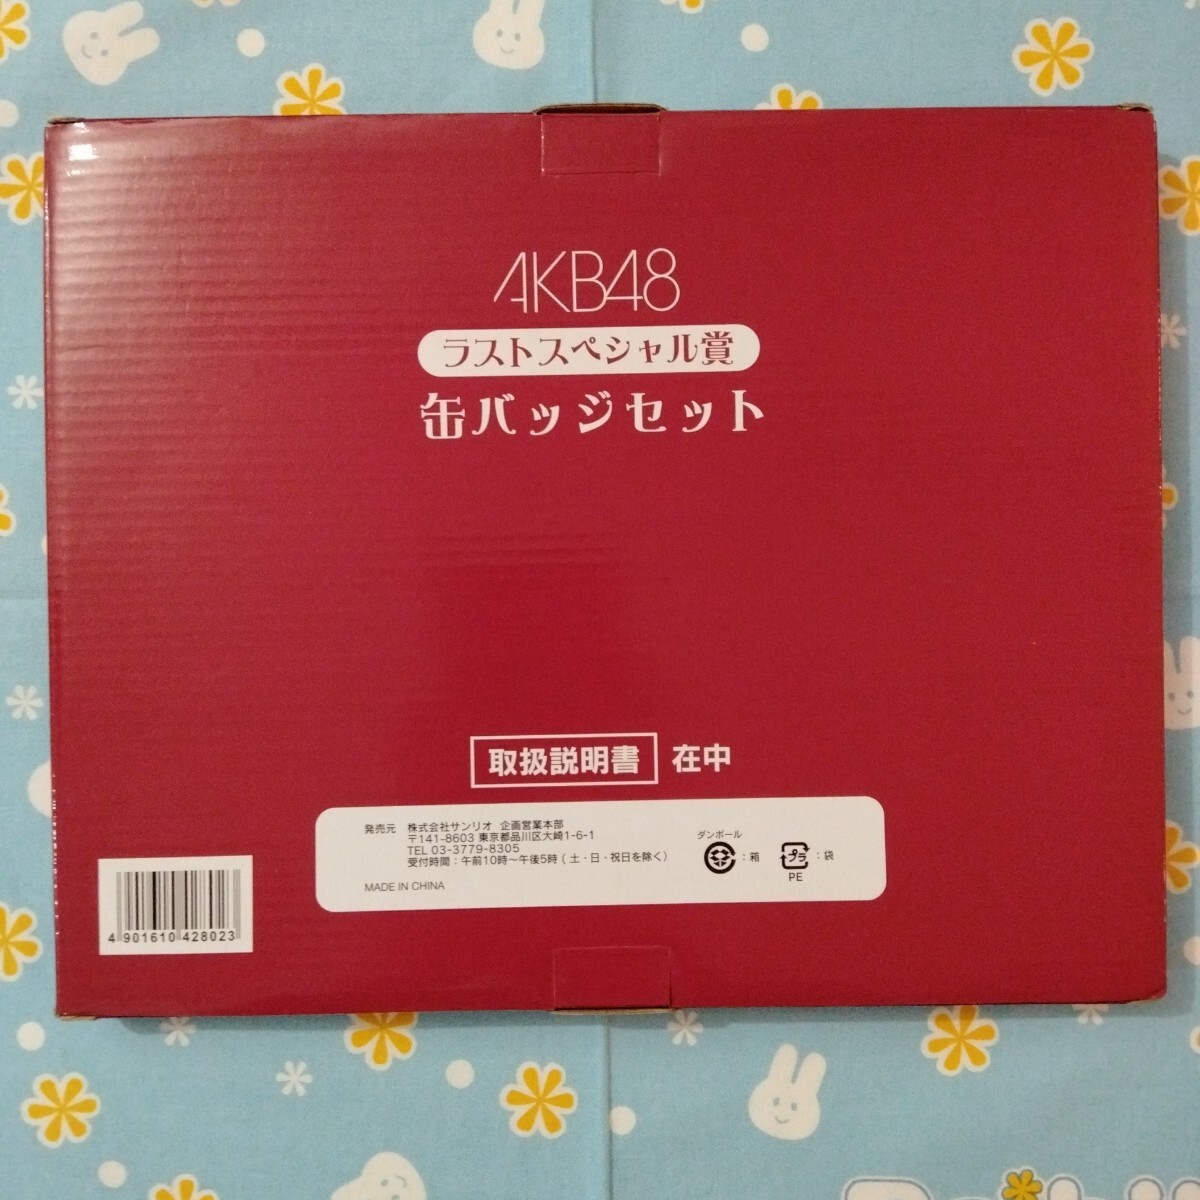 AKB48
ラストスペシャル賞
缶バッジセット
取扱説明書 在中
発売元 株式会社サンリオ 企画営業本部
〒141-8603 東京都品川区大崎1-6-1
TEL 03-3779-8305
受付時間：午前10時～午後5時 (土・日・祝日を除く)
MADE IN CHINA
ダンボール
：箱
プラ ：袋
PE
4 901610 428023